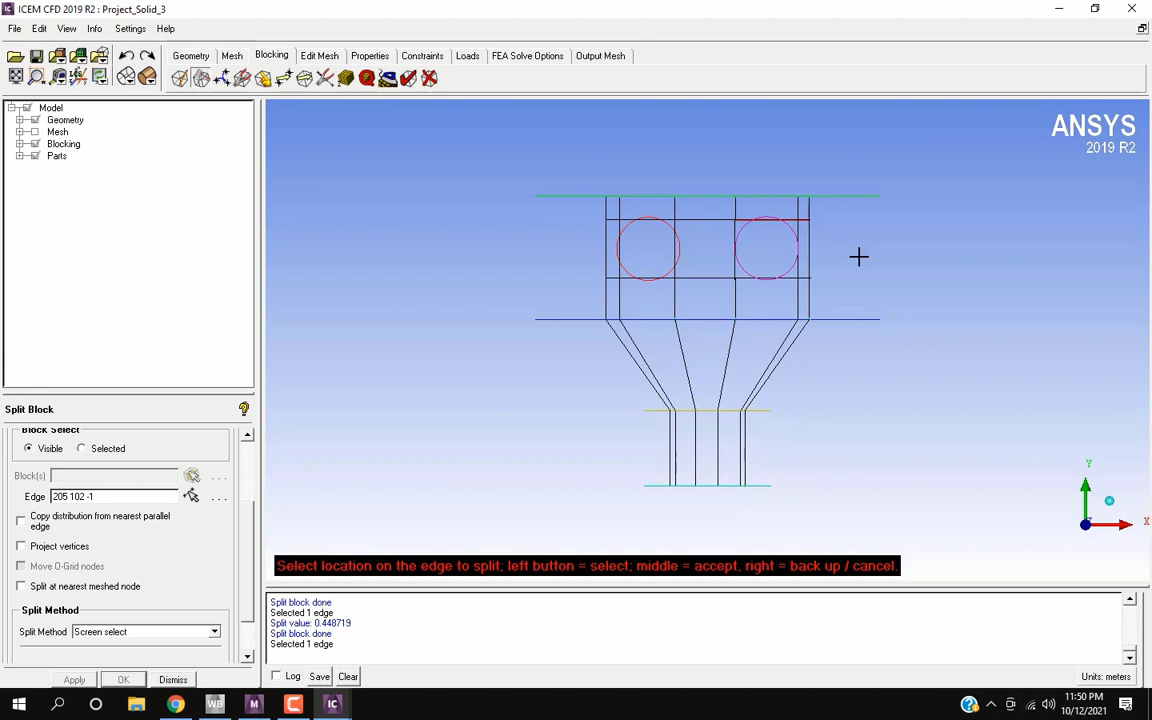 ICEM CFD 2019 R2 : Project_Solid_3
File Edit View Info Settings Help
Geometry Mesh Blocking Edit Mesh Properties Constraints Loads FEA Solve Options Output Mesh
Model
Geometry
Mesh
Blocking
Parts
ANSYS
2019 R2
Split Block
Block Select
Visible Selected
Block(s)
Edge 205 102 -1
Copy distribution from nearest parallel
edge
Project vertices
Move O-Grid nodes
Split at nearest meshed node
Split Method
Split Method Screen select
Apply OK Dismiss
Y
X
Select location on the edge to split; left button = select; middle = accept, right = back up / cancel.
Split block done
Selected 1 edge
Split value: 0.448719
Split block done
Selected 1 edge
Log Save Clear
Units: meters
WB M C IC
11:50 PM
10/12/2021